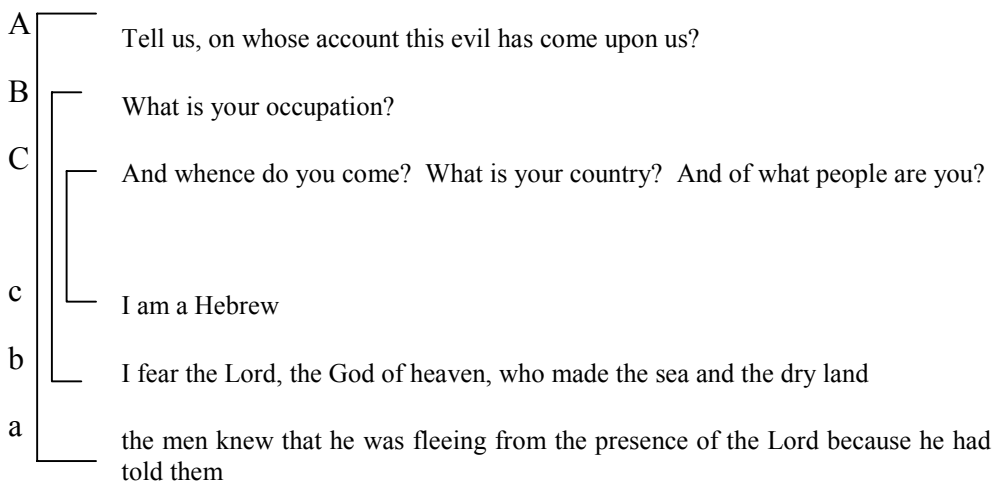 A Tell us, on whose account this evil has come upon us?
B What is your occupation?
C And whence do you come? What is your country? And of what people are you?
c I am a Hebrew
b I fear the Lord, the God of heaven, who made the sea and the dry land
a the men knew that he was fleeing from the presence of the Lord because he had
told them